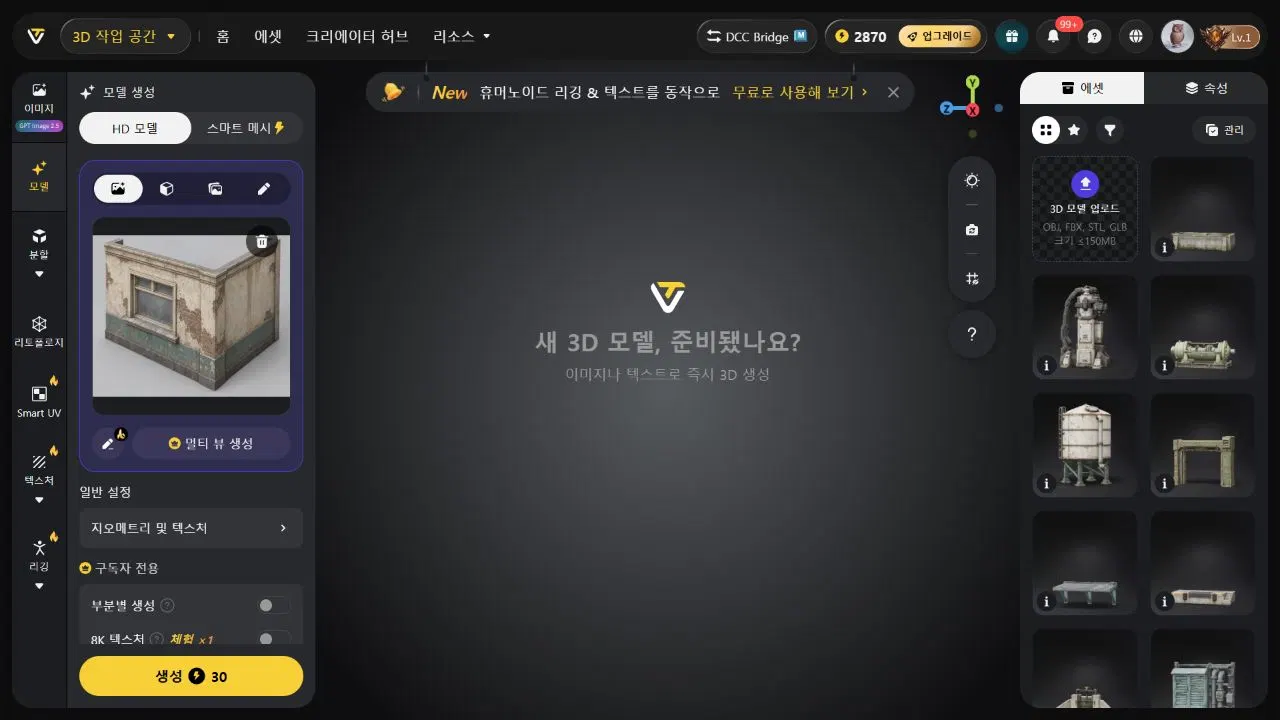 3D 작업 공간
홈
에셋
크리에이터 허브
리소스
DCC Bridge
2870
업그레이드
99+
Lv.1
이미지
GPT Image 2.5
모델
분할
리토폴로지
Smart UV
텍스처
리깅
모델 생성
HD 모델
스마트 메시
멀티 뷰 생성
일반 설정
지오메트리 및 텍스처
구독자 전용
부분별 생성
8K 텍스처 체험 x1
생성 30
New 휴머노이드 리깅 & 텍스트를 동작으로 무료로 사용해 보기
Y
Z
X
새 3D 모델, 준비됐나요?
이미지나 텍스트로 즉시 3D 생성
?
에셋
속성
관리
3D 모델 업로드
OBJ, FBX, STL, GLB
크기 ≤150MB